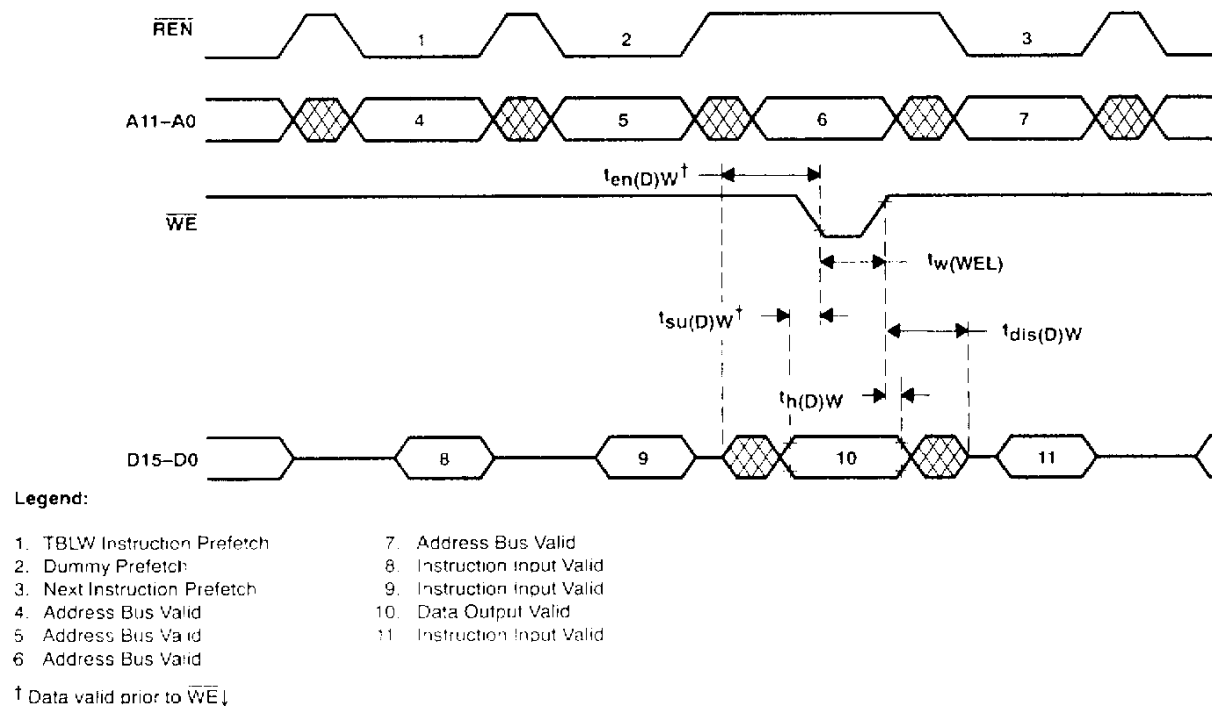 REN
1
2
3
A11–A0
4
5
6
7
ten(D)W†
WE
tw(WEL)
tsu(D)W†
tdis(D)W
th(D)W
D15–D0
8
9
10
11
Legend:
1. TBLW Instruction Prefetch
2. Dummy Prefetch
3. Next Instruction Prefetch
4. Address Bus Valid
5 Address Bus Valid
6 Address Bus Valid
7. Address Bus Valid
8. Instruction Input Valid
9. Instruction Input Valid
10. Data Output Valid
11 Instruction Input Valid
† Data valid prior to WE↓